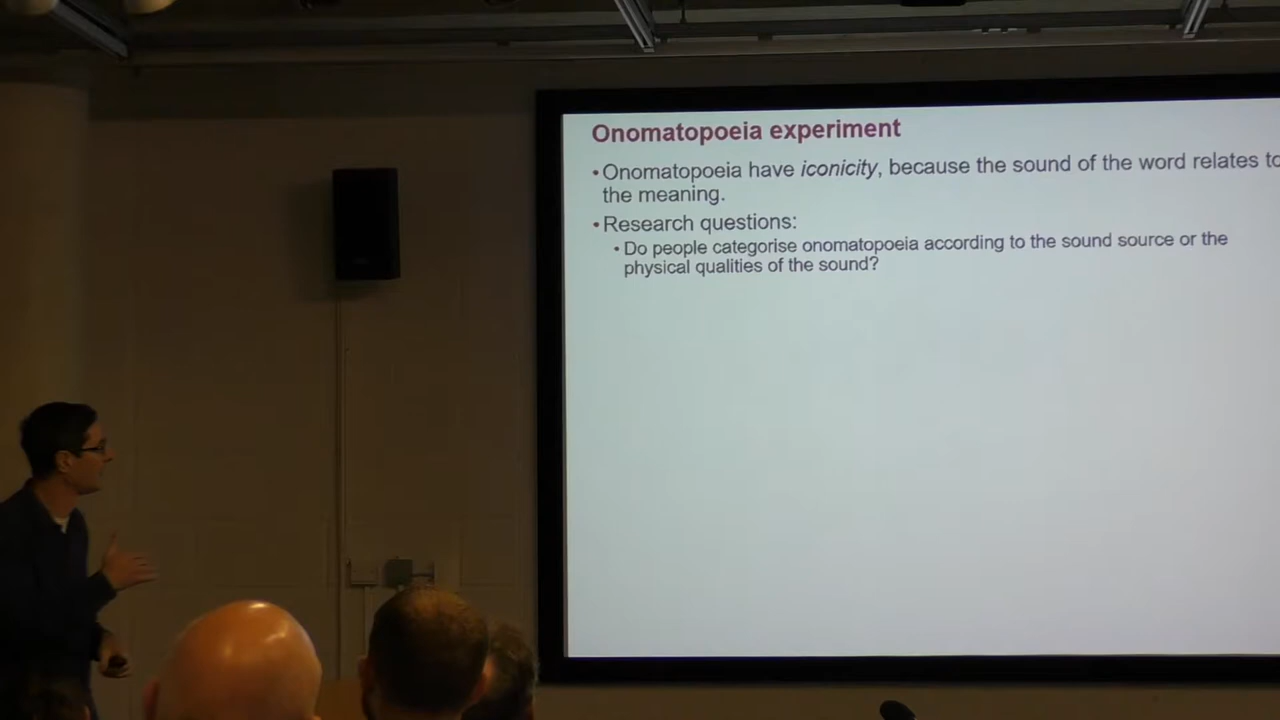 Onomatopoeia experiment
•Onomatopoeia have iconicity, because the sound of the word relates to
the meaning.
•Research questions:
•Do people categorise onomatopoeia according to the sound source or the
physical qualities of the sound?